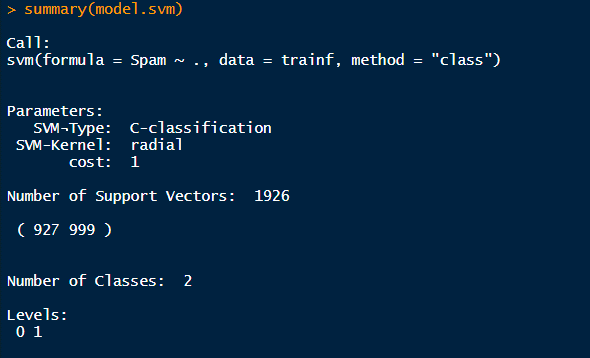 > summary(model.svm)
Call:
svm(formula = Spam ~ ., data = trainf, method = "class")
Parameters:
SVM-Type: C-classification
SVM-Kernel: radial
cost: 1
Number of Support Vectors: 1926
( 927 999 )
Number of Classes: 2
Levels:
0 1